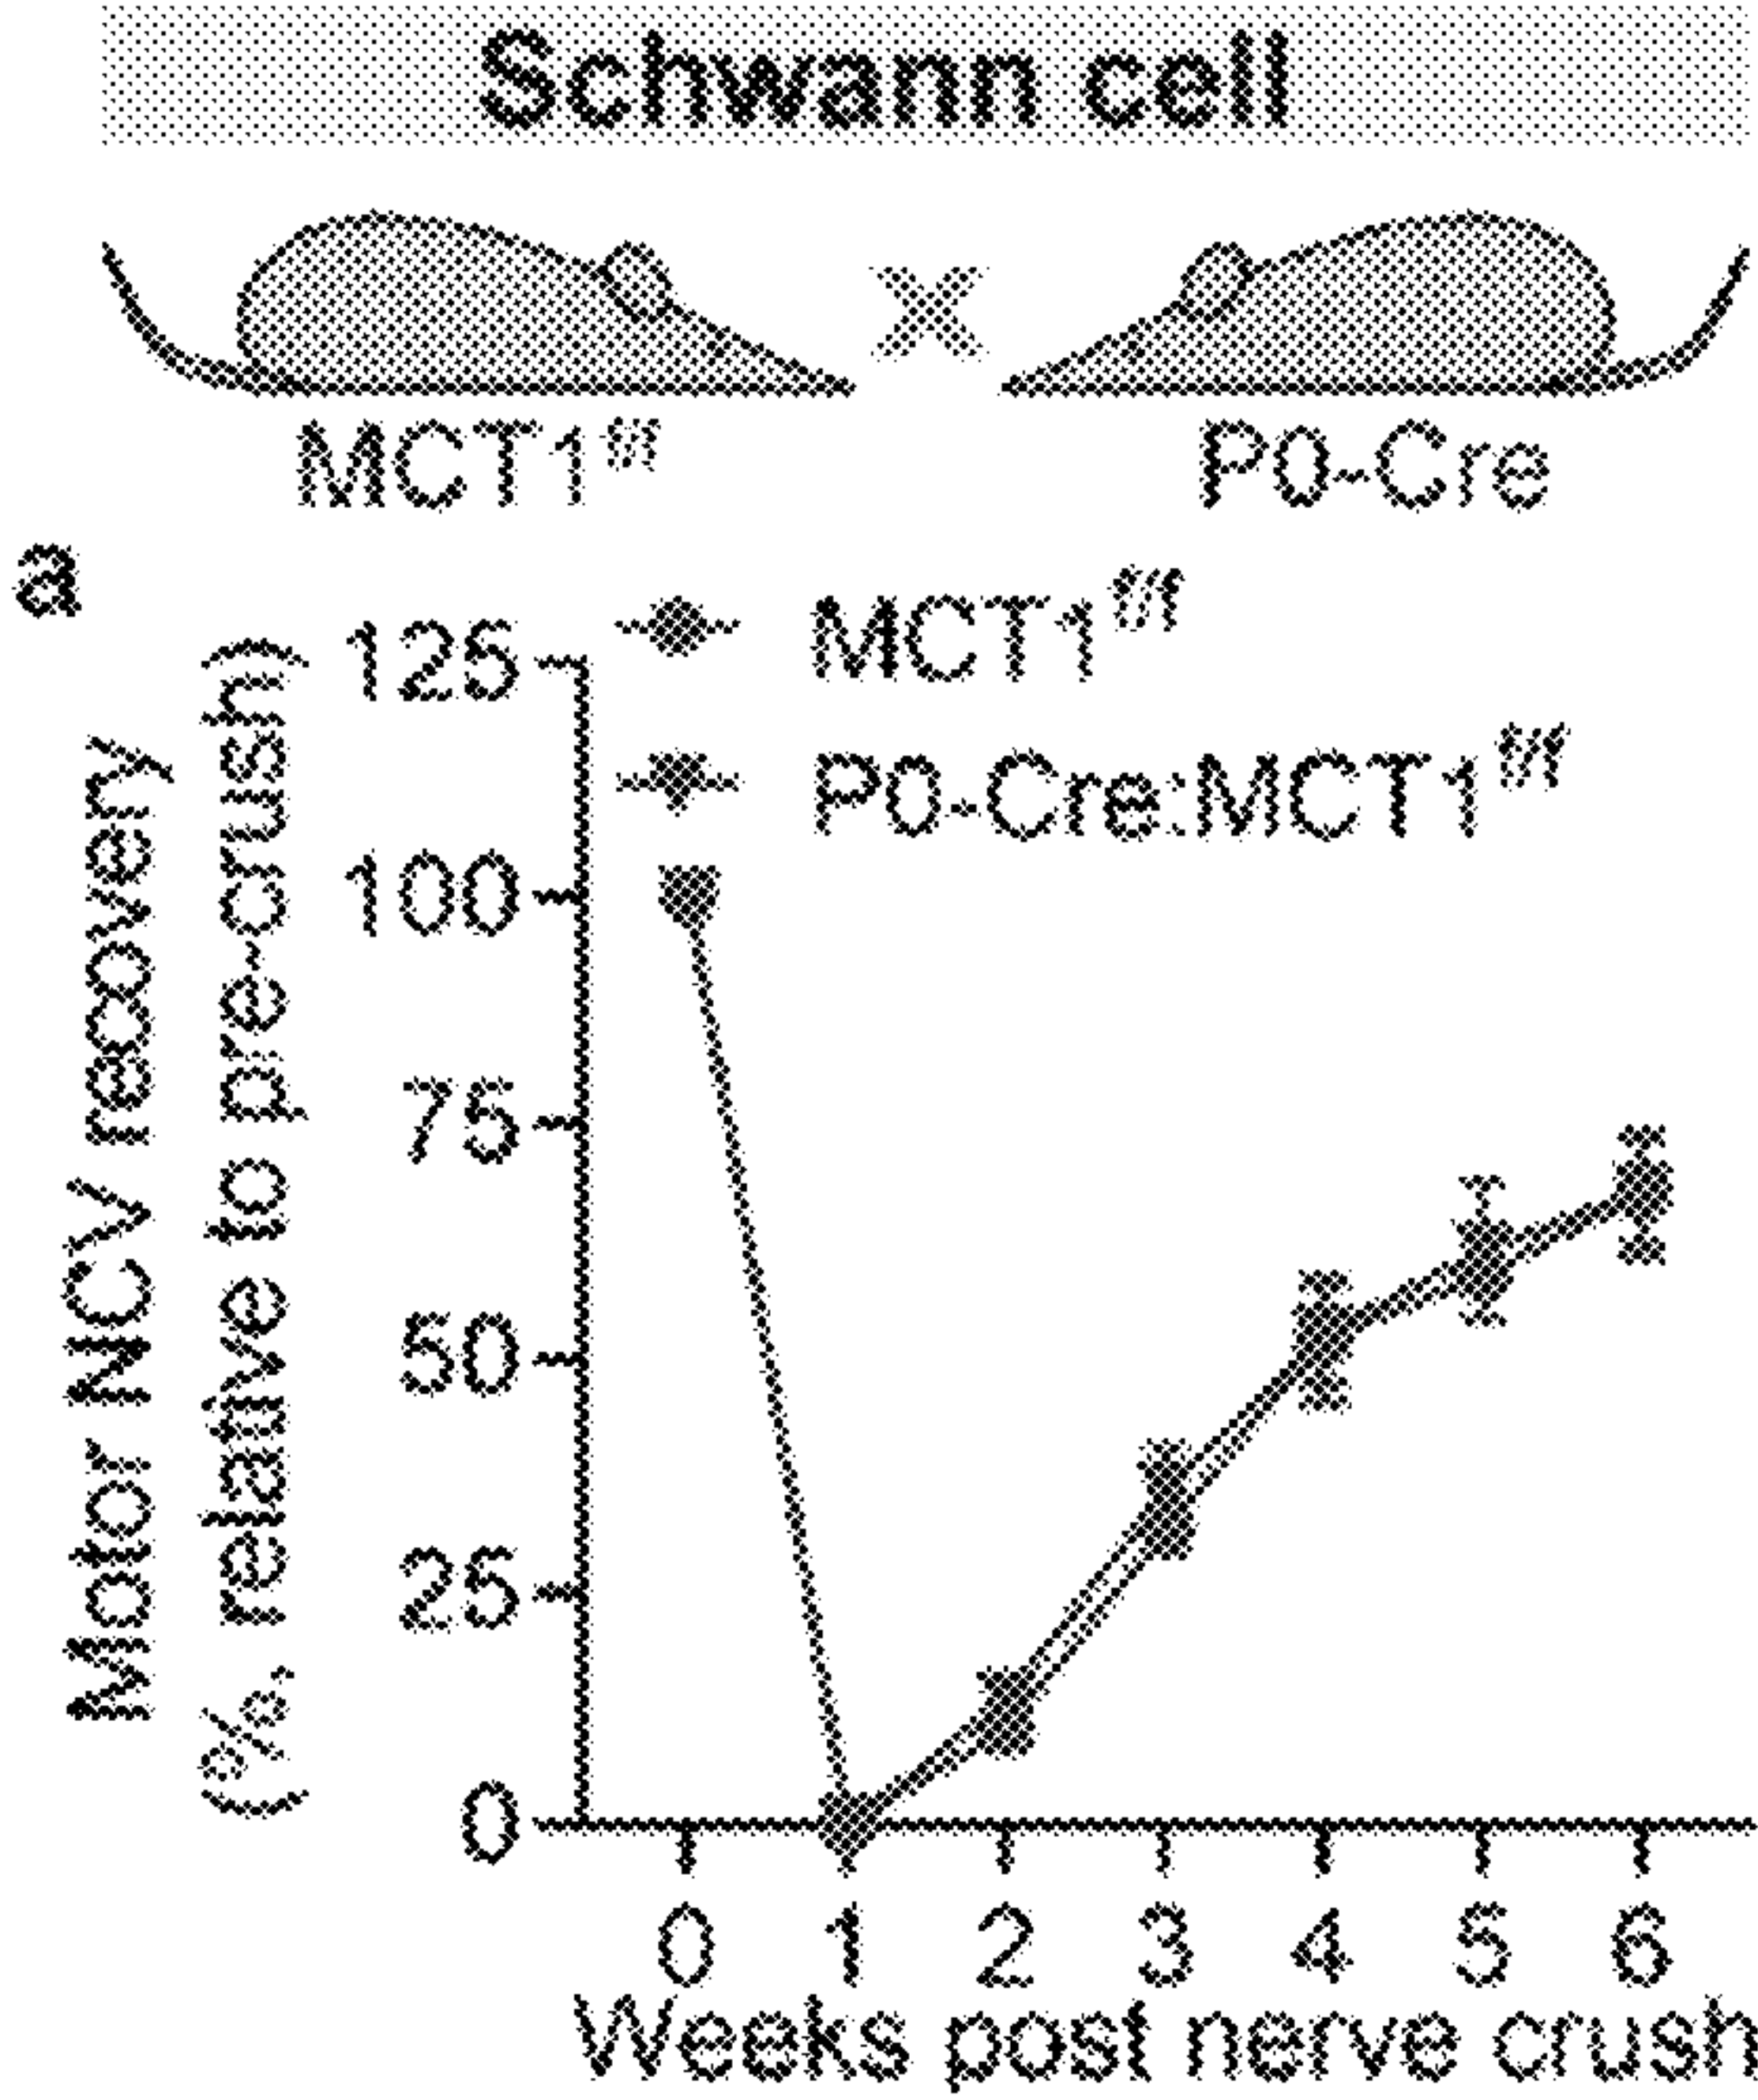 Schwann cell
MCT1f/f
P0-Cre
a
MCT1f/f
P0-Cre:MCT1f/f
Motor NCV recovery
(%, relative to pre-crush)
125
100
75
50
25
0
0 1 2 3 4 5 6
Weeks post nerve crush